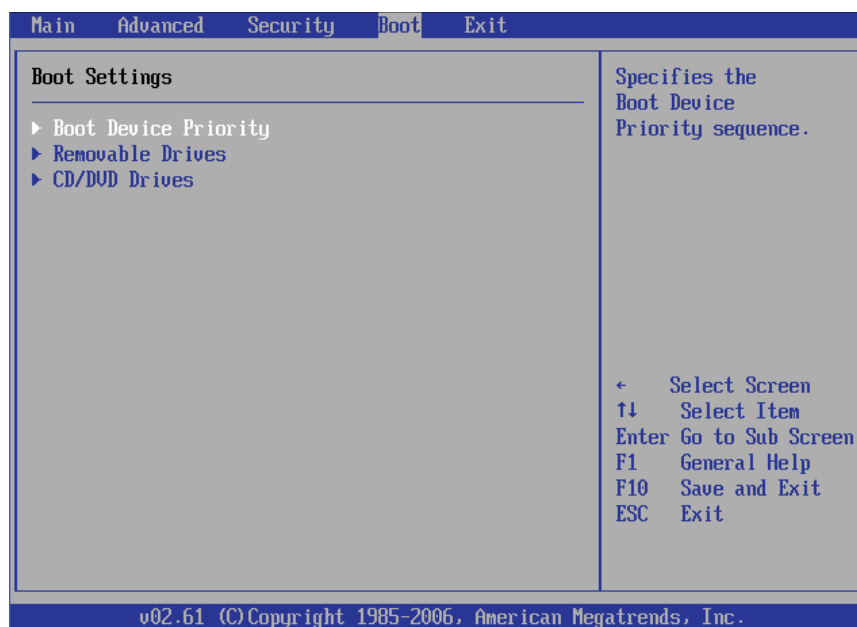 Main Advanced Security Boot Exit
Boot Settings
▶ Boot Device Priority
▶ Removable Drives
▶ CD/DVD Drives
Specifies the
Boot Device
Priority sequence.
← Select Screen
↑↓ Select Item
Enter Go to Sub Screen
F1 General Help
F10 Save and Exit
ESC Exit
v02.61 (C)Copyright 1985-2006, American Megatrends, Inc.